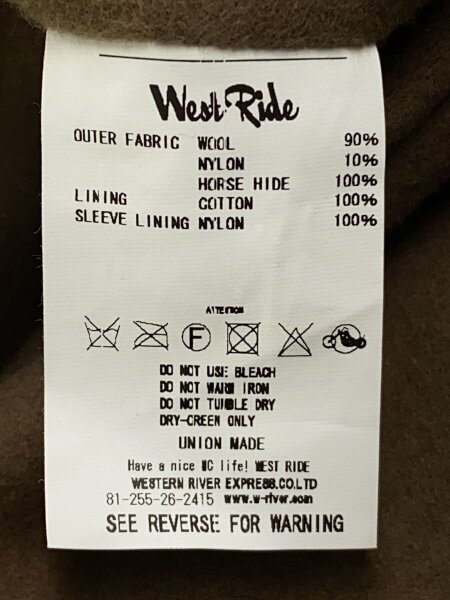 West Ride
OUTER FABRIC WOOL 90%
NYLON 10%
HORSE HIDE 100%
LINING COTTON 100%
SLEEVE LINING NYLON 100%
ATTENTION
F
DO NOT USE BLEACH
DO NOT WARM IRON
DO NOT TUMBLE DRY
DRY-CREEN ONLY
UNION MADE
Have a nice MC life! WEST RIDE
WESTERN RIVER EXPRESS.CO.LTD
81-255-26-2415 www.w-river.com
SEE REVERSE FOR WARNING